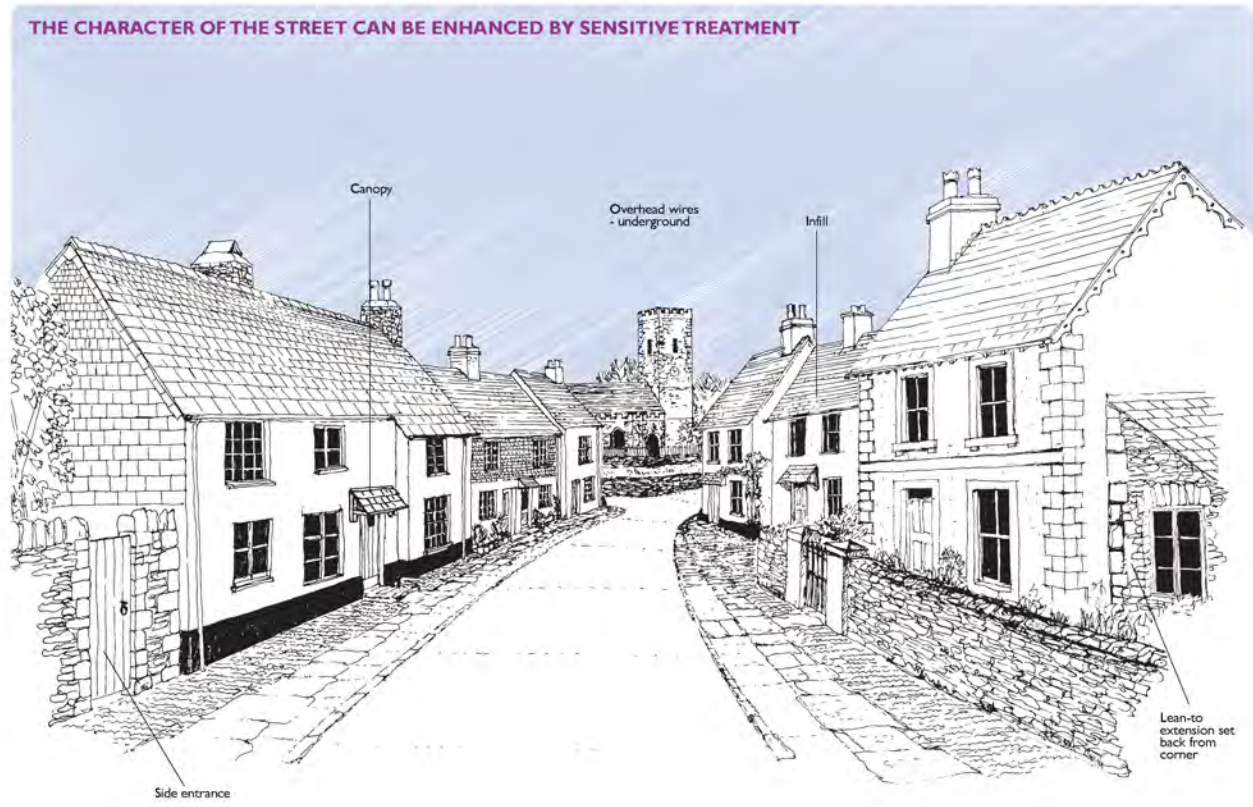 THE CHARACTER OF THE STREET CAN BE ENHANCED BY SENSITIVE TREATMENT
Canopy
Overhead wires
- underground
Infill
Lean-to
extension set
back from
corner
Side entrance